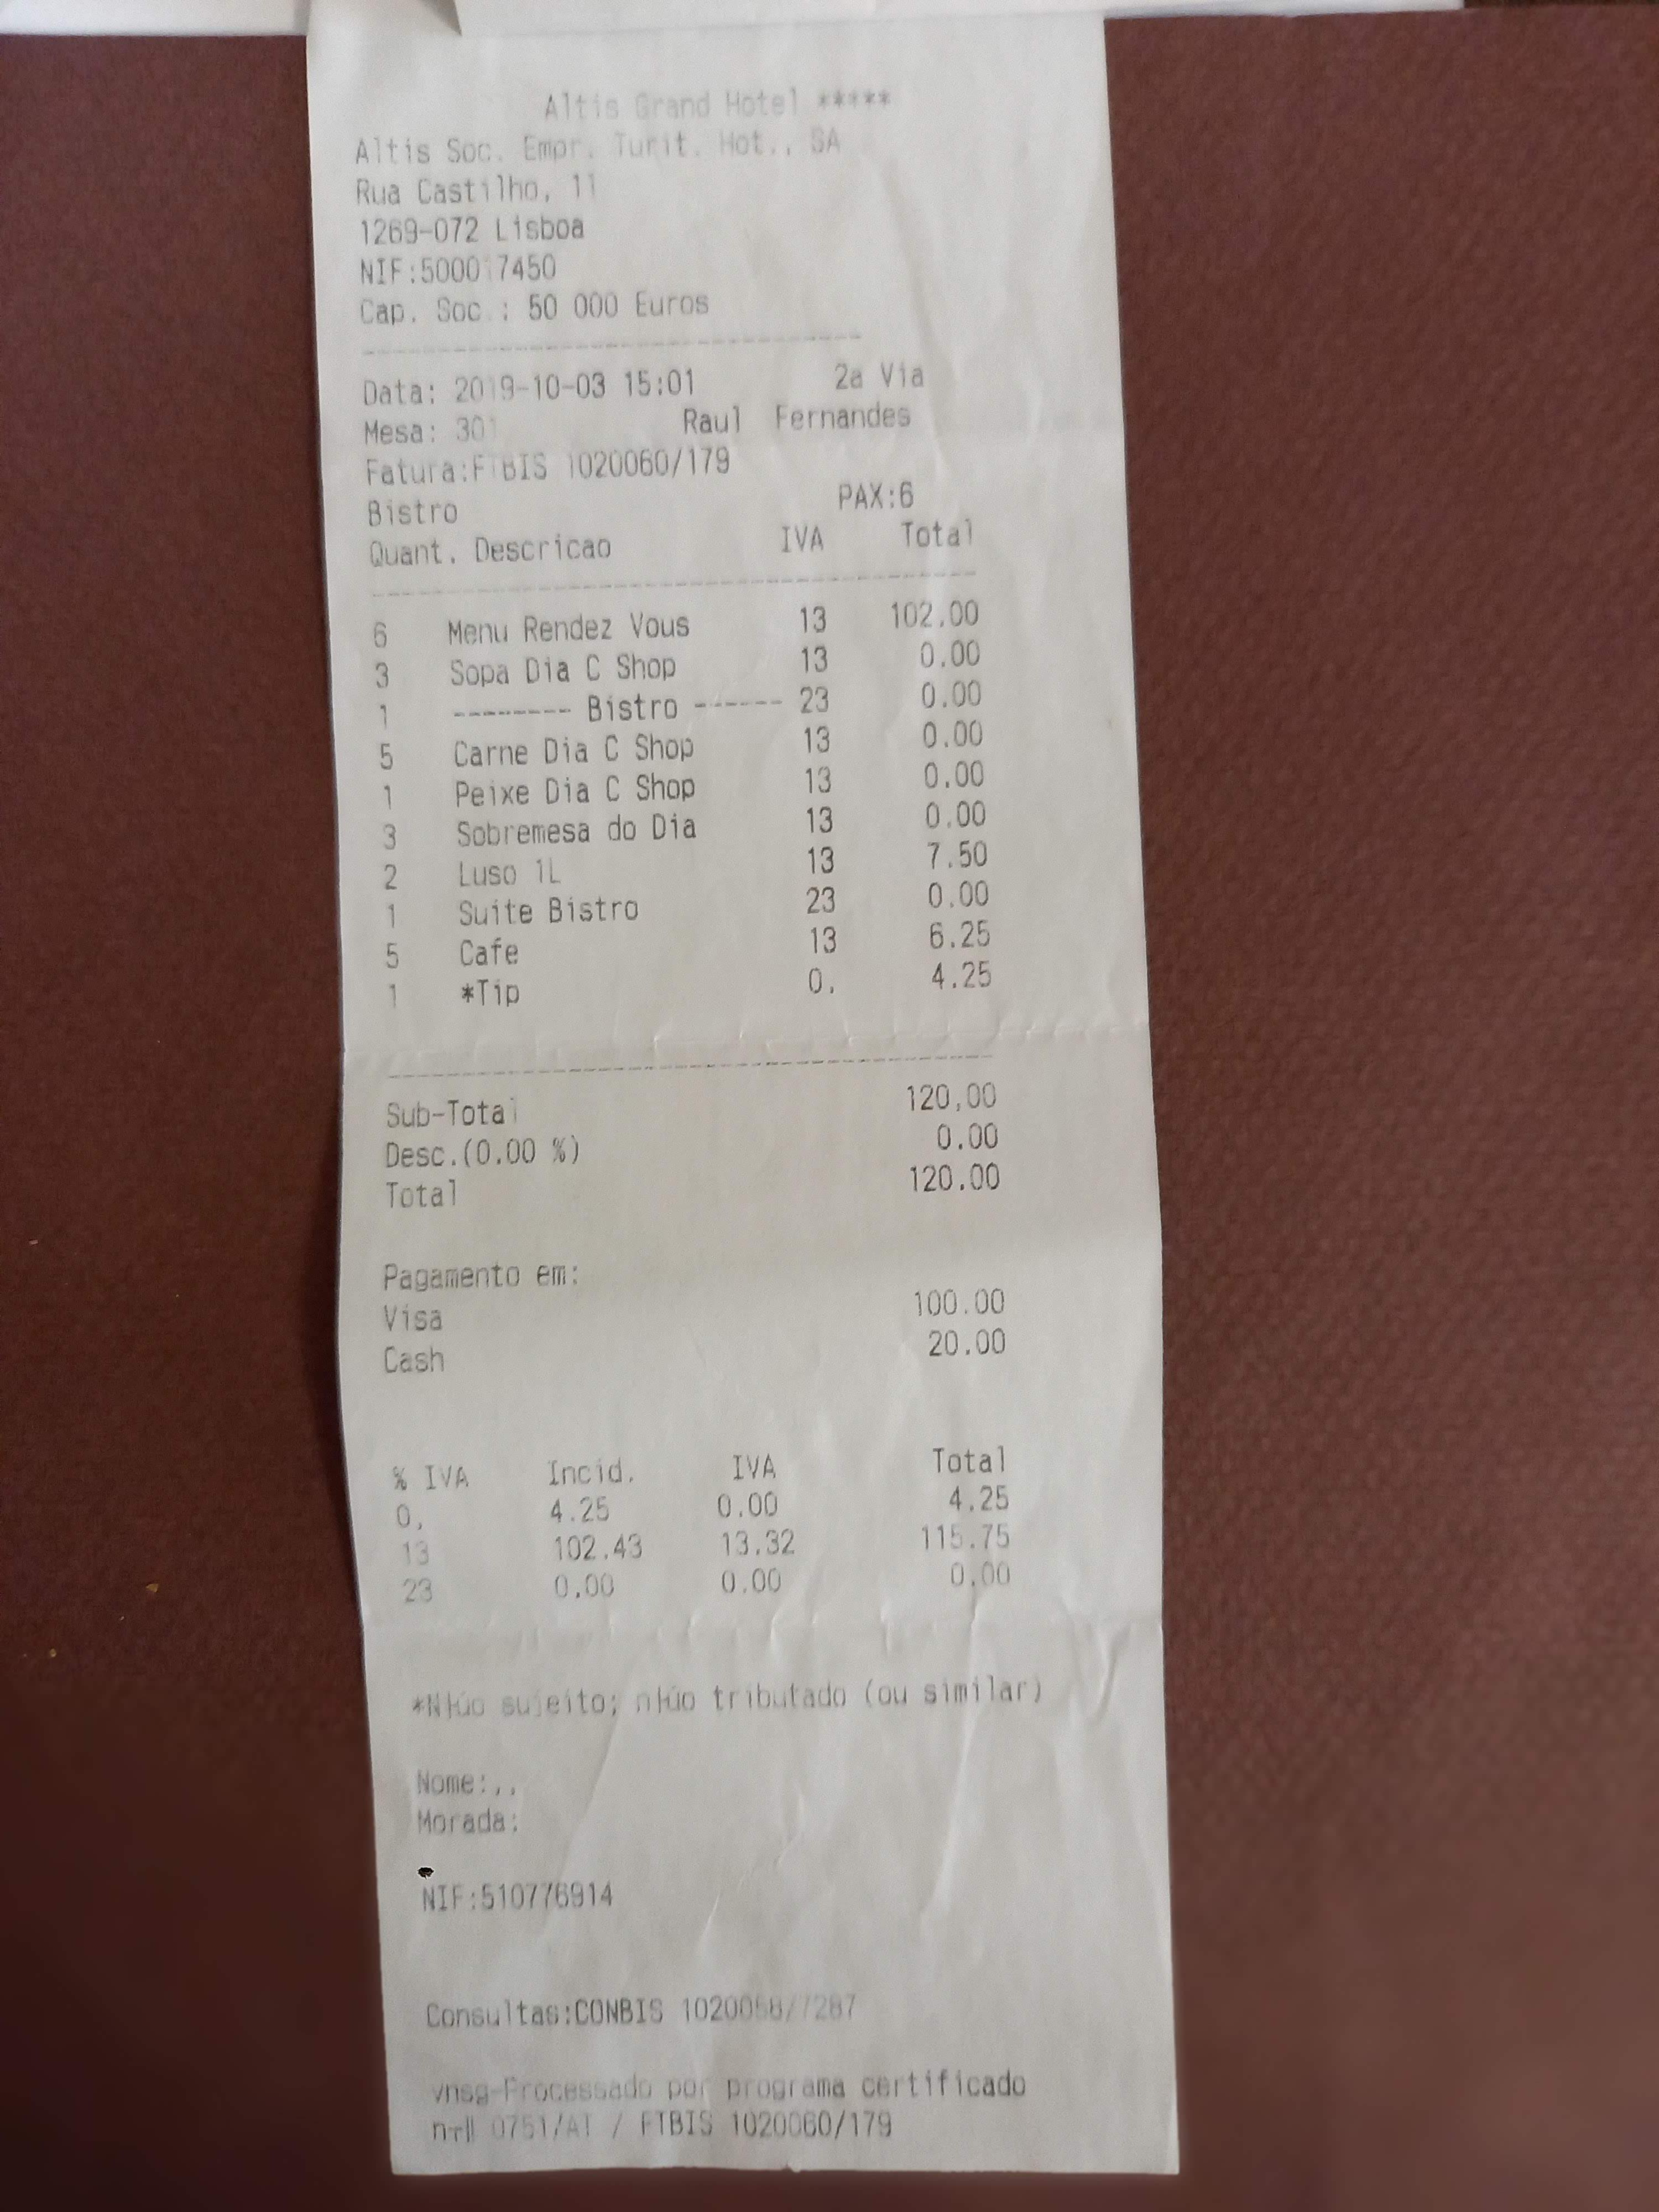 Altis Grand Hotel *****
Altis Soc. Empr. Turit. Hot., SA
Rua Castilho, 11
1269-072 Lisboa
NIF:500017450
Cap. Soc.: 50 000 Euros
Data: 2019-10-03 15:01 2a Via
Mesa: 301 Raul Fernandes
Fatura:FTBIS 1020060/179
Bistro PAX:6
Quant. Descricao IVA Total
6 Menu Rendez Vous 13 102.00
3 Sopa Dia C Shop 13 0.00
1 -------- Bistro ------ 23 0.00
5 Carne Dia C Shop 13 0.00
1 Peixe Dia C Shop 13 0.00
3 Sobremesa do Dia 13 0.00
2 Luso 1L 13 7.50
1 Suite Bistro 23 0.00
5 Cafe 13 6.25
1 *Tip 0. 4.25
Sub-Total 120.00
Desc.(0.00 %) 0.00
Total 120.00
Pagamento em:
Visa 100.00
Cash 20.00
% IVA Incid. IVA Total
0. 4.25 0.00 4.25
13 102.43 13.32 115.75
23 0.00 0.00 0.00
*N├úo sujeito; n├úo tributado (ou similar)
Nome:,,
Morada:
NIF:510776914
Consultas:CONBIS 1020058/7287
vnsg-Processado por programa certificado
0751/AT / FTBIS 1020060/179